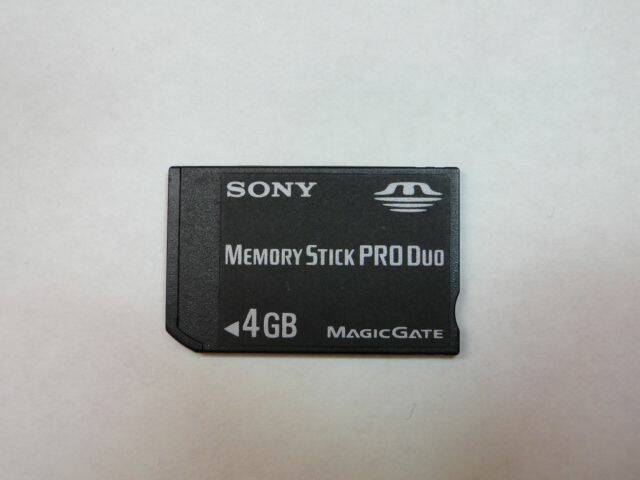 SONY
MEMORY STICK PRO DUO
◄4GB MAGICGATE